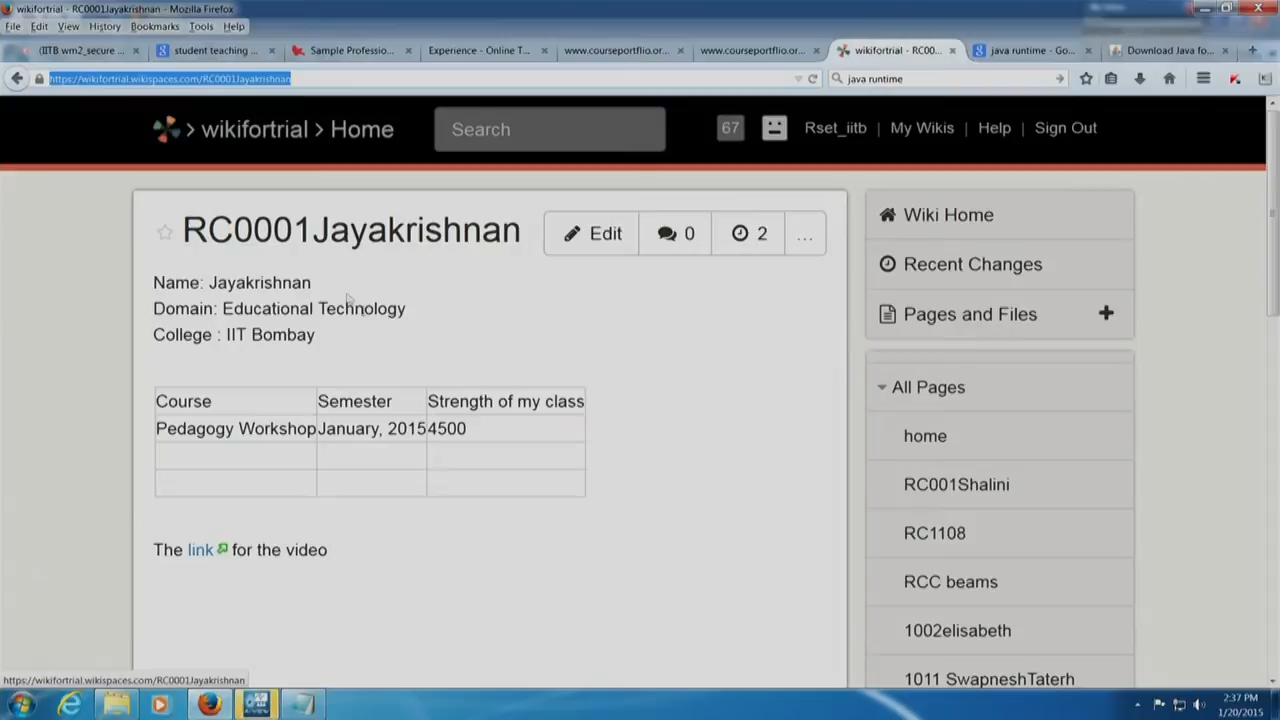 wikifortrial - RC0001Jayakrishnan - Mozilla Firefox
File Edit View History Bookmarks Tools Help
(IITB wm2_secure ...
student teaching ...
Sample Professio...
Experience - Online T...
www.courseportflio.or...
www.courseportflio.or...
wikifortrial - RC00...
java runtime - Go...
Download Java fo...
https://wikifortrial.wikispaces.com/RC0001Jayakrishnan
java runtime
> wikifortrial > Home
Search
67
Rset_iitb | My Wikis | Help | Sign Out
RC0001Jayakrishnan
Edit
0
2
...
Name: Jayakrishnan
Domain: Educational Technology
College : IIT Bombay
Course Semester Strength of my class
Pedagogy Workshop January, 2015 4500
The link for the video
Wiki Home
Recent Changes
Pages and Files +
All Pages
home
RC001Shalini
RC1108
RCC beams
1002elisabeth
1011 SwapneshTaterh
https://wikifortrial.wikispaces.com/RC0001Jayakrishnan
2:37 PM
1/20/2015